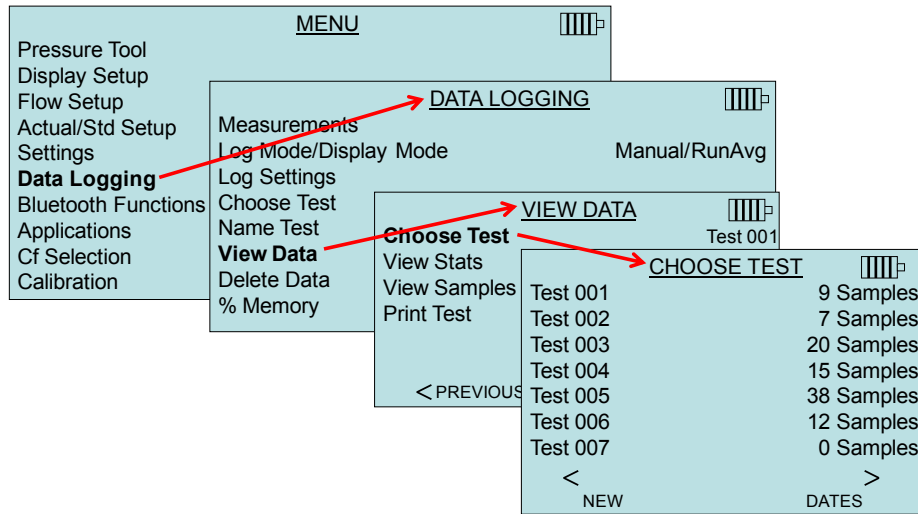 MENU
Pressure Tool
Display Setup
Flow Setup
Actual/Std Setup
Settings
Data Logging
Bluetooth Functions
Applications
Cf Selection
Calibration
DATA LOGGING
Measurements
Log Mode/Display Mode Manual/RunAvg
Log Settings
Choose Test
Name Test
View Data
Delete Data
% Memory
VIEW DATA
Choose Test Test 001
View Stats
View Samples
Print Test
< PREVIOUS
CHOOSE TEST
Test 001 9 Samples
Test 002 7 Samples
Test 003 20 Samples
Test 004 15 Samples
Test 005 38 Samples
Test 006 12 Samples
Test 007 0 Samples
< >
NEW DATES